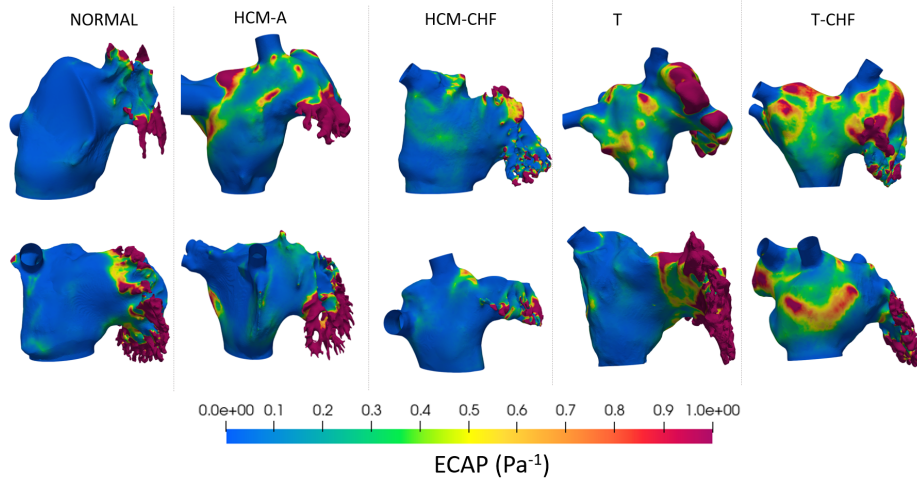 NORMAL HCM-A HCM-CHF T T-CHF
0.0e+00 0.1 0.2 0.3 0.4 0.5 0.6 0.7 0.8 0.9 1.0e+00
ECAP (Pa⁻¹)